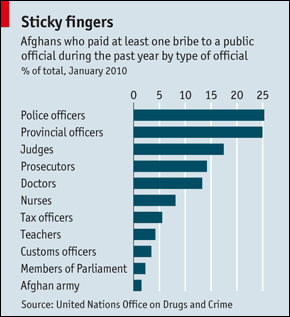 Sticky fingers
Afghans who paid at least one bribe to a public
official during the past year by type of official
% of total, January 2010
0 5 10 15 20 25
Police officers
Provincial officers
Judges
Prosecutors
Doctors
Nurses
Tax officers
Teachers
Customs officers
Members of Parliament
Afghan army
Source: United Nations Office on Drugs and Crime